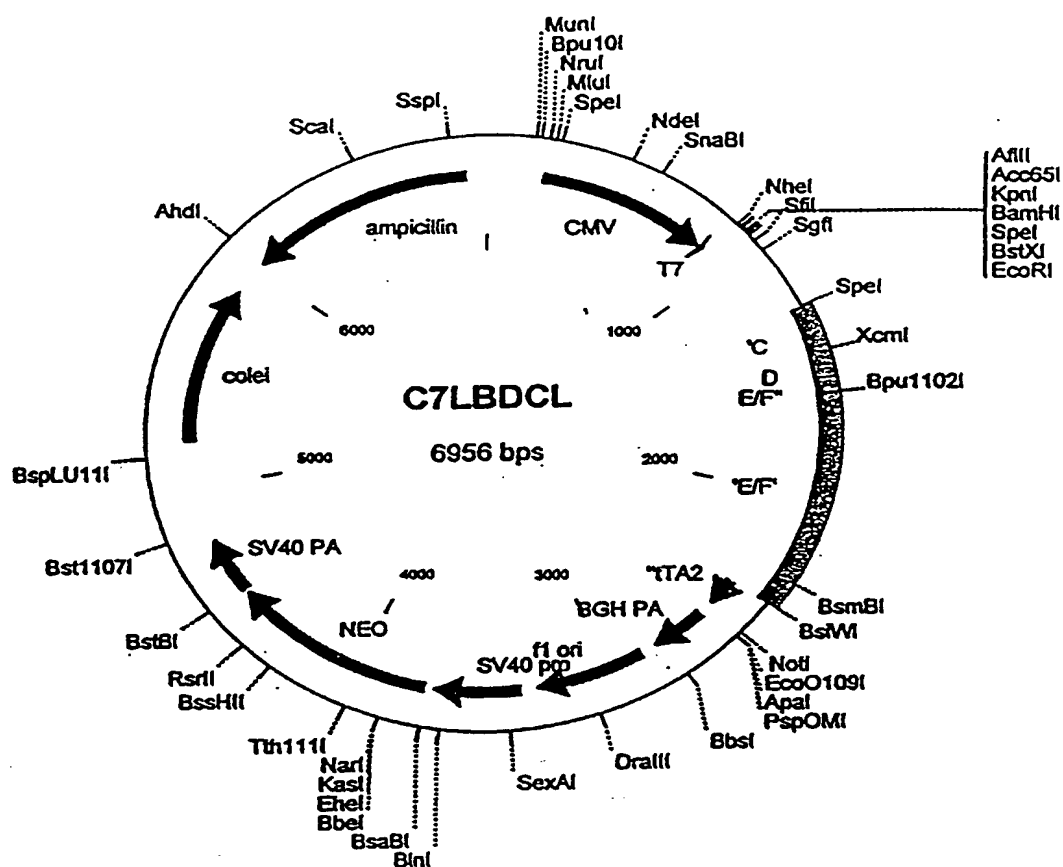 MunI
Bpu10I
NruI
MluI
SpeI
SspI
ScaI
AhdI
NdeI
SnaBI
NheI
SfiI
SgfI
AflII
Acc65I
KpnI
BamHI
SpeI
BstXI
EcoRI
ampicillin
CMV
I
T7
6000
1000
SpeI
XcmI
Bpu1102I
'C
D
E/F"
colei
C7LBDCL
6956 bps
5000
2000
'E/F'
BspLU11I
Bst1107I
SV40 PA
4000
3000
"tTA2
BGH PA
NEO
f1 ori
SV40 pro
BsmBI
BsiWI
NotI
EcoO109I
ApaI
PspOMI
BbsI
DraIII
SexAI
BstBI
RsrII
BssHII
Tth111I
NarI
KasI
EheI
BbeI
BsaBI
BlnI